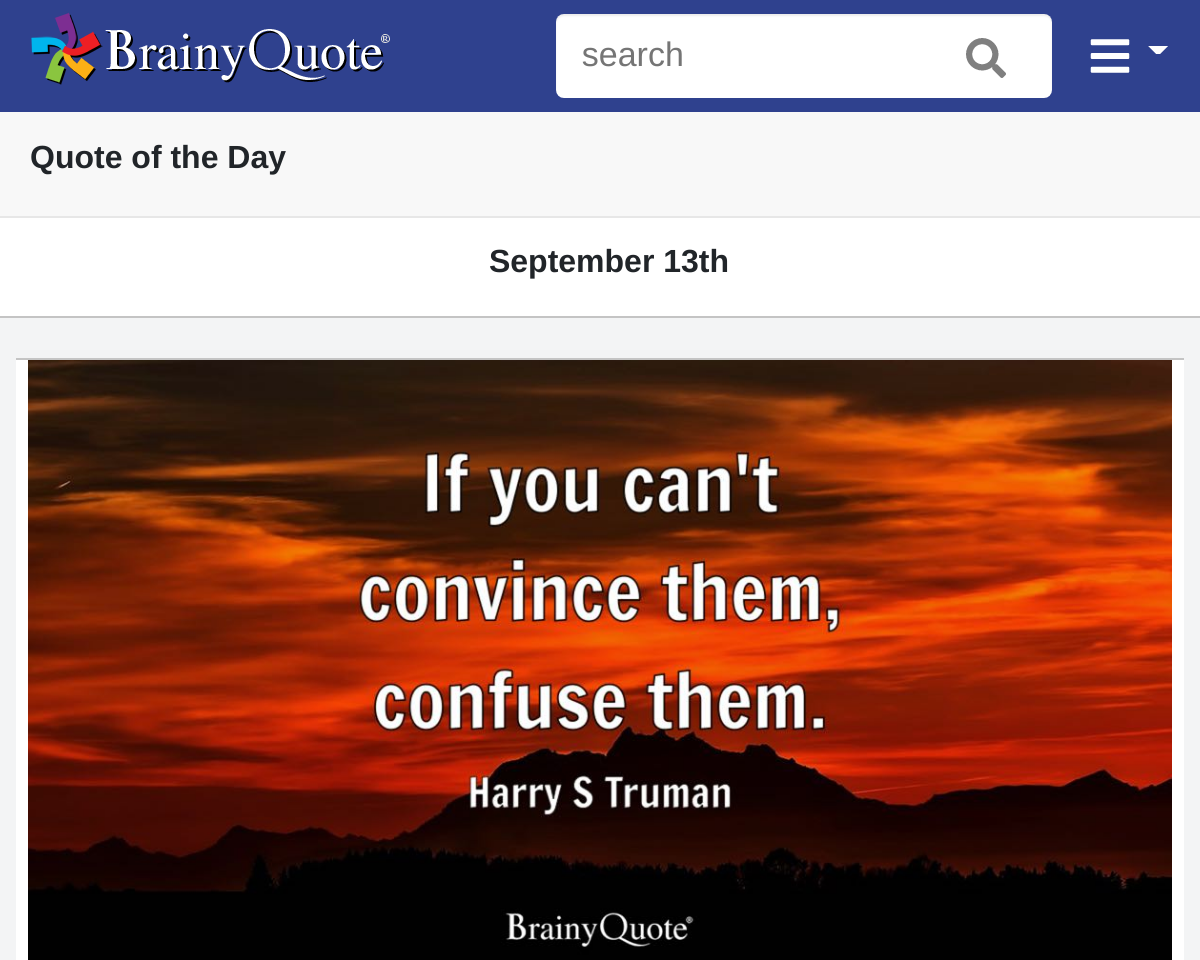 BrainyQuote®
search
Quote of the Day
September 13th
If you can't
convince them,
confuse them.
Harry S Truman
BrainyQuote®